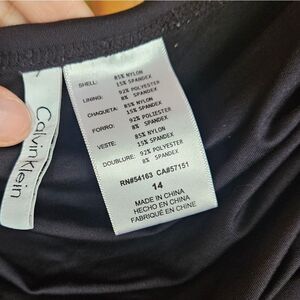 Calvin Klein
SHELL: 85% NYLON
15% SPANDEX
LINING: 92% POLYESTER
8% SPANDEX
CHAQUETA: 85% NYLON
15% SPANDEX
FORRO: 92% POLYESTER
8% SPANDEX
VESTE: 85% NYLON
15% SPANDEX
DOUBLURE: 92% POLYESTER
8% SPANDEX
RN#54163 CA#57151
14
MADE IN CHINA
HECHO EN CHINA
FABRIQUÉ EN CHINE